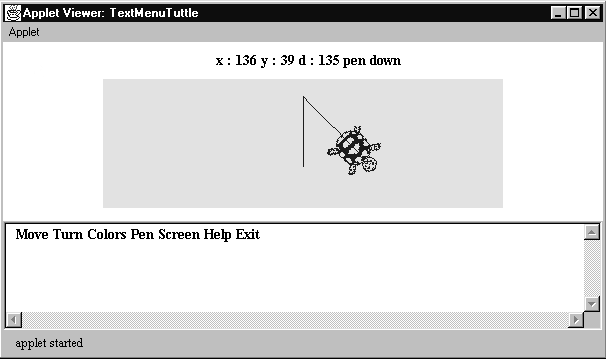 Applet Viewer: TextMenuTuttle
Applet
x : 136 y : 39 d : 135 pen down
Move Turn Colors Pen Screen Help Exit
applet started